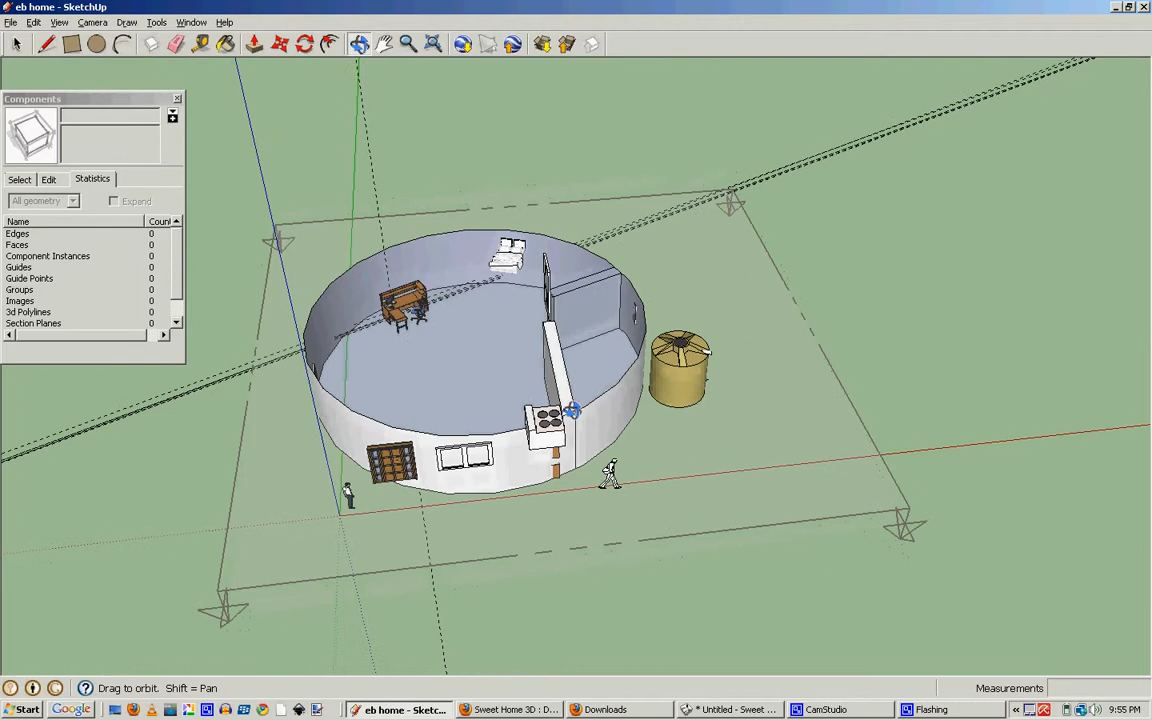 eb home - SketchUp
File Edit View Camera Draw Tools Window Help
Components
Select Edit Statistics
All geometry Expand
Name Count
Edges 0
Faces 0
Component Instances 0
Guides 0
Guide Points 0
Groups 0
Images 0
3d Polylines 0
Section Planes 0
Drag to orbit. Shift = Pan Measurements
Start Google eb home - Sketc... Sweet Home 3D : D... Downloads * Untitled - Sweet ... CamStudio Flashing 9:55 PM